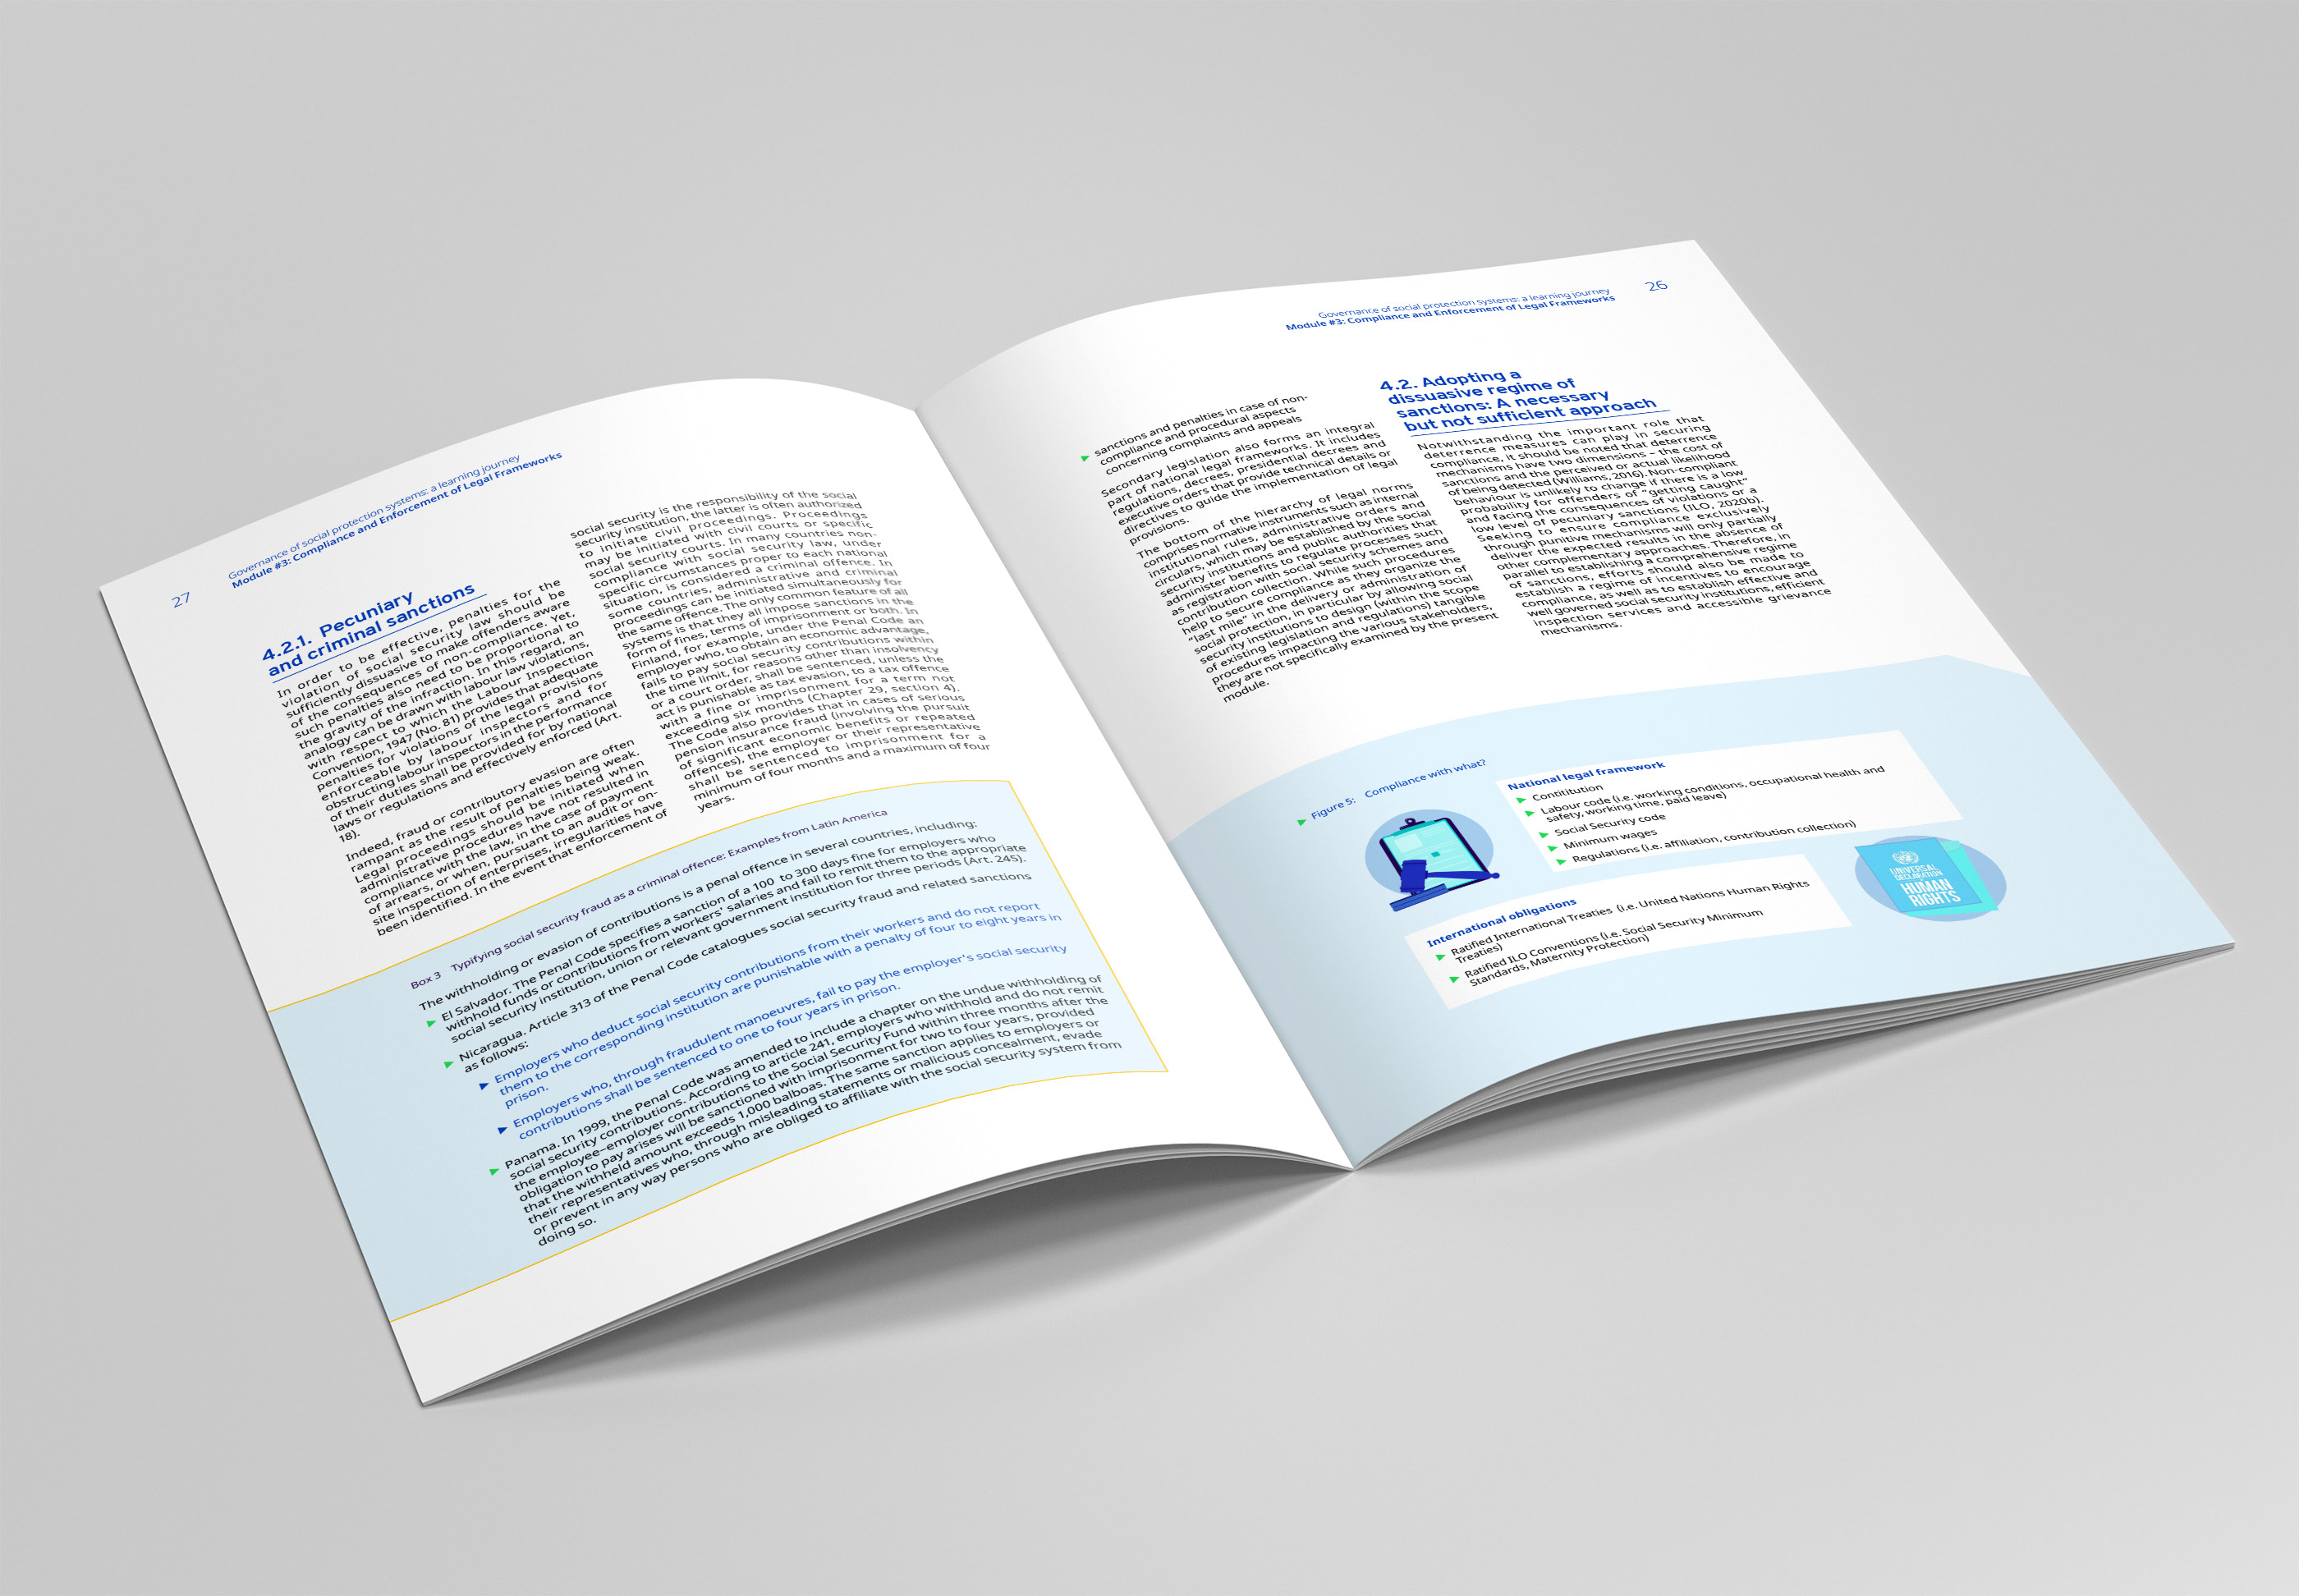 27
Governance of social protection systems: a learning journey
Module #3: Compliance and Enforcement of Legal Frameworks
4.2.1. Pecuniary
and criminal sanctions
In order to be effective, penalties for the
violation of social security law should be
sufficiently dissuasive to make offenders aware
of the consequences of non-compliance. Yet,
such penalties also need to be proportional to
the gravity of the infraction. In this regard, an
analogy can be drawn with labour law violations,
with respect to which the Labour Inspection
Convention, 1947 (No. 81) provides that adequate
penalties for violations of the legal provisions
enforceable by labour inspectors and for
obstructing labour inspectors in the performance
of their duties shall be provided for by national
laws or regulations and effectively enforced (Art.
18).
Indeed, fraud or contributory evasion are often
rampant as the result of penalties being weak.
Legal proceedings should be initiated when
administrative procedures have not resulted in
compliance with the law, in the case of payment
of arrears, or when, pursuant to an audit or on-
site inspection of enterprises, irregularities have
been identified. In the event that enforcement of
social security is the responsibility of the social
security institution, the latter is often authorized
to initiate civil proceedings. Proceedings
may be initiated with civil courts or specific
social security courts. In many countries non-
compliance with social security law, under
specific circumstances proper to each national
situation, is considered a criminal offence. In
some countries, administrative and criminal
proceedings can be initiated simultaneously for
the same offence. The only common feature of all
systems is that they all impose sanctions in the
form of fines, terms of imprisonment or both. In
Finland, for example, under the Penal Code an
employer who, to obtain an economic advantage,
fails to pay social security contributions within
the time limit, for reasons other than insolvency
or a court order, shall be sentenced, unless the
act is punishable as tax evasion, to a tax offence
with a fine or imprisonment for a term not
exceeding six months (Chapter 29, section 4).
The Code also provides that in cases of serious
pension insurance fraud (involving the pursuit
of significant economic benefits or repeated
offences), the employer or their representative
shall be sentenced to imprisonment for a
minimum of four months and a maximum of four
years.
Box 3 Typifying social security fraud as a criminal offence: Examples from Latin America
The withholding or evasion of contributions is a penal offence in several countries, including:
El Salvador. The Penal Code specifies a sanction of a 100 to 300 days fine for employers who
withhold funds or contributions from workers' salaries and fail to remit them to the appropriate
social security institution, union or relevant government institution for three periods (Art. 245).
Nicaragua. Article 313 of the Penal Code catalogues social security fraud and related sanctions
as follows:
Employers who deduct social security contributions from their workers and do not report
them to the corresponding institution are punishable with a penalty of four to eight years in
prison.
Employers who, through fraudulent manoeuvres, fail to pay the employer's social security
contributions shall be sentenced to one to four years in prison.
Panama. In 1999, the Penal Code was amended to include a chapter on the undue withholding of
social security contributions. According to article 241, employers who withhold and do not remit
the employee–employer contributions to the Social Security Fund within three months after the
obligation to pay arises will be sanctioned with imprisonment for two to four years, provided
that the withheld amount exceeds 1,000 balboas. The same sanction applies to employers or
their representatives who, through misleading statements or malicious concealment, evade
or prevent in any way persons who are obliged to affiliate with the social security system from
doing so.
Governance of social protection systems: a learning journey
Module #3: Compliance and Enforcement of Legal Frameworks
26
sanctions and penalties in case of non-
compliance and procedural aspects
concerning complaints and appeals
Secondary legislation also forms an integral
part of national legal frameworks. It includes
regulations, decrees, presidential decrees and
executive orders that provide technical details or
directives to guide the implementation of legal
provisions.
The bottom of the hierarchy of legal norms
comprises normative instruments such as internal
institutional rules, administrative orders and
circulars, which may be established by the social
security institutions and public authorities that
administer benefits to regulate processes such
as registration with social security schemes and
contribution collection. While such procedures
help to secure compliance as they organize the
“last mile” in the delivery or administration of
social protection, in particular by allowing social
security institutions to design (within the scope
of existing legislation and regulations) tangible
procedures impacting the various stakeholders,
they are not specifically examined by the present
module.
4.2. Adopting a
dissuasive regime of
sanctions: A necessary
but not sufficient approach
Notwithstanding the important role that
deterrence measures can play in securing
compliance, it should be noted that deterrence
mechanisms have two dimensions – the cost of
sanctions and the perceived or actual likelihood
of being detected (Williams, 2016). Non-compliant
behaviour is unlikely to change if there is a low
probability for offenders of “getting caught”
and facing the consequences of violations or a
low level of pecuniary sanctions (ILO, 2020b).
Seeking to ensure compliance exclusively
through punitive mechanisms will only partially
deliver the expected results in the absence of
other complementary approaches. Therefore, in
parallel to establishing a comprehensive regime
of sanctions, efforts should also be made to
establish a regime of incentives to encourage
compliance, as well as to establish effective and
well governed social security institutions, efficient
inspection services and accessible grievance
mechanisms.
Figure 5: Compliance with what?
National legal framework
Contitituion
Labour code (i.e. working conditions, occupational health and
safety, working time, paid leave)
Social Security code
Minimum wages
Regulations (i.e. affiliation, contribution collection)
International obligations
Ratified International Treaties (i.e. United Nations Human Rights
Treaties)
Ratified ILO Conventions (i.e. Social Security Minimum
Standards, Maternity Protection)
UNIVERSAL
DECLARATION
HUMAN
RIGHTS